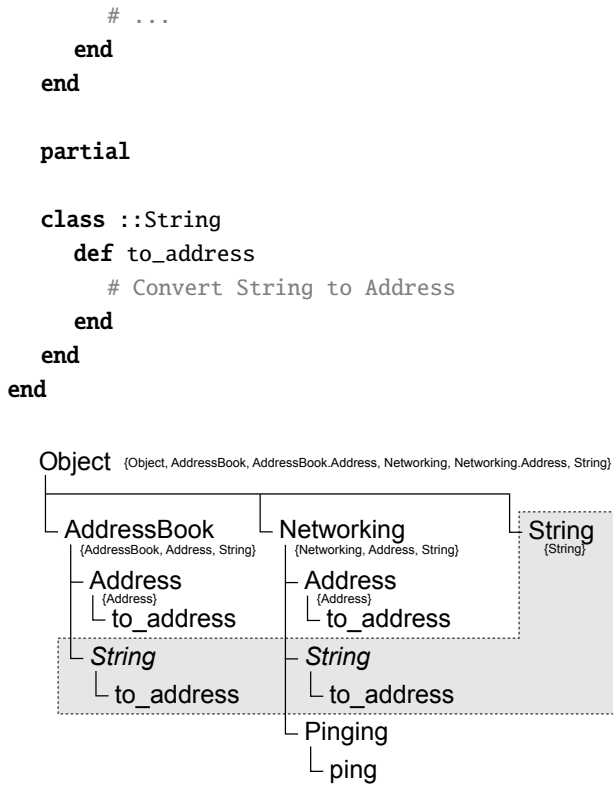 # ...
end
end
partial
class ::String
def to_address
# Convert String to Address
end
end
end
Object {Object, AddressBook, AddressBook.Address, Networking, Networking.Address, String}
AddressBook Networking String
{AddressBook, Address, String} {Networking, Address, String} {String}
Address Address
{Address} {Address}
to_address to_address
String String
to_address to_address
Pinging
ping